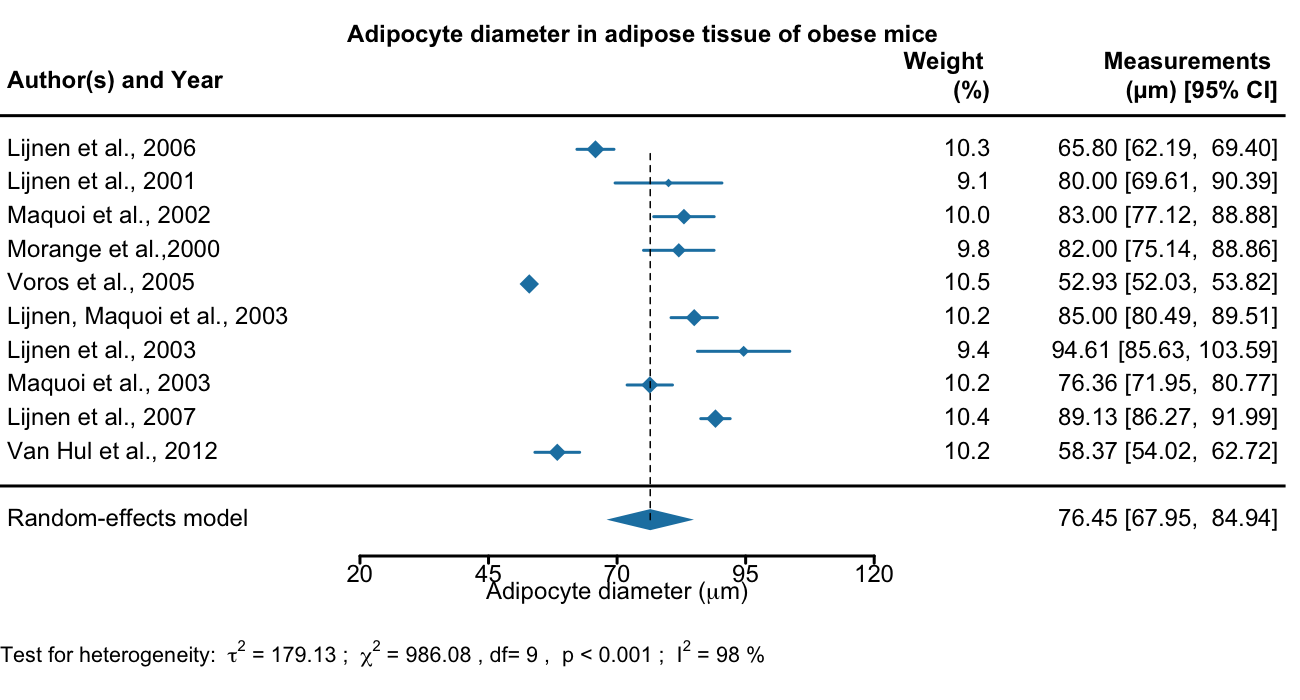 Adipocyte diameter in adipose tissue of obese mice
Author(s) and Year Weight (%) Measurements (µm) [95% CI]
Lijnen et al., 2006 10.3 65.80 [62.19, 69.40]
Lijnen et al., 2001 9.1 80.00 [69.61, 90.39]
Maquoi et al., 2002 10.0 83.00 [77.12, 88.88]
Morange et al.,2000 9.8 82.00 [75.14, 88.86]
Voros et al., 2005 10.5 52.93 [52.03, 53.82]
Lijnen, Maquoi et al., 2003 10.2 85.00 [80.49, 89.51]
Lijnen et al., 2003 9.4 94.61 [85.63, 103.59]
Maquoi et al., 2003 10.2 76.36 [71.95, 80.77]
Lijnen et al., 2007 10.4 89.13 [86.27, 91.99]
Van Hul et al., 2012 10.2 58.37 [54.02, 62.72]
Random-effects model 76.45 [67.95, 84.94]
20 45 70 95 120
Adipocyte diameter (µm)
Test for heterogeneity: τ² = 179.13 ; χ² = 986.08 , df= 9 , p < 0.001 ; I² = 98 %